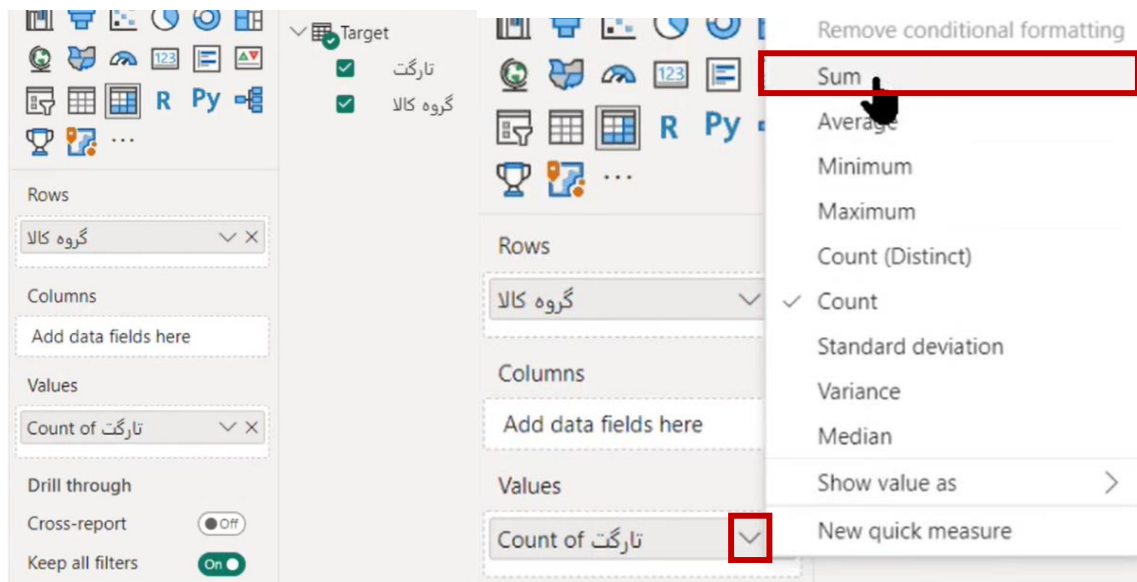 Target
تارگت
گروه کالا
123
R Py
Rows
گروه کالا
Columns
Add data fields here
Values
Count of تارگت
Drill through
Cross-report
Off
Keep all filters
On
123
R Py
Rows
گروه کالا
Columns
Add data fields here
Values
Count of تارگت
Remove conditional formatting
Sum
Average
Minimum
Maximum
Count (Distinct)
Count
Standard deviation
Variance
Median
Show value as
New quick measure